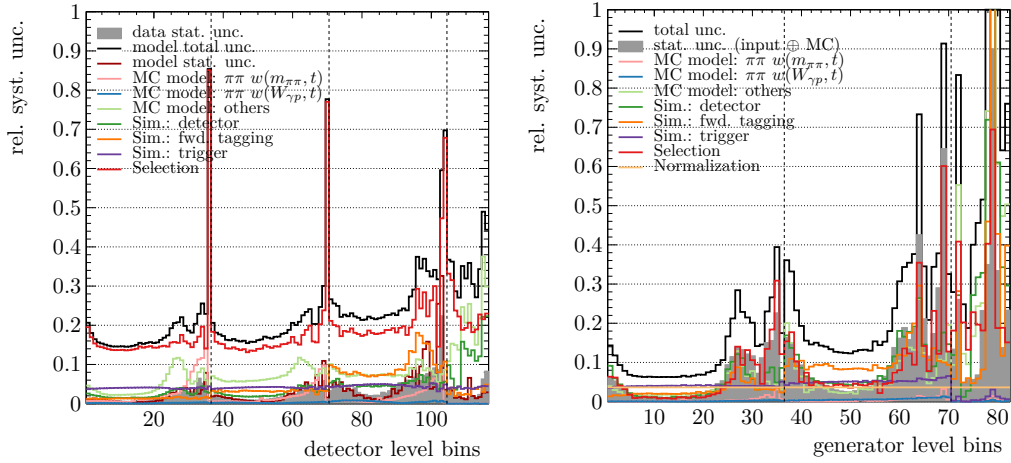 rel. syst. unc.
1
0.9
0.8
0.7
0.6
0.5
0.4
0.3
0.2
0.1
0
data stat. unc.
model total unc.
model stat. unc.
MC model: ππ w(m_ππ, t)
MC model: ππ w(W_γp, t)
MC model: others
Sim.: detector
Sim.: fwd. tagging
Sim.: trigger
Selection
20 40 60 80 100
detector level bins
rel. syst. unc.
1
0.9
0.8
0.7
0.6
0.5
0.4
0.3
0.2
0.1
0
total unc.
stat. unc. (input ⊕ MC)
MC model: ππ w(m_ππ, t)
MC model: ππ w(W_γp, t)
MC model: others
Sim.: detector
Sim.: fwd. tagging
Sim.: trigger
Selection
Normalization
10 20 30 40 50 60 70 80
generator level bins